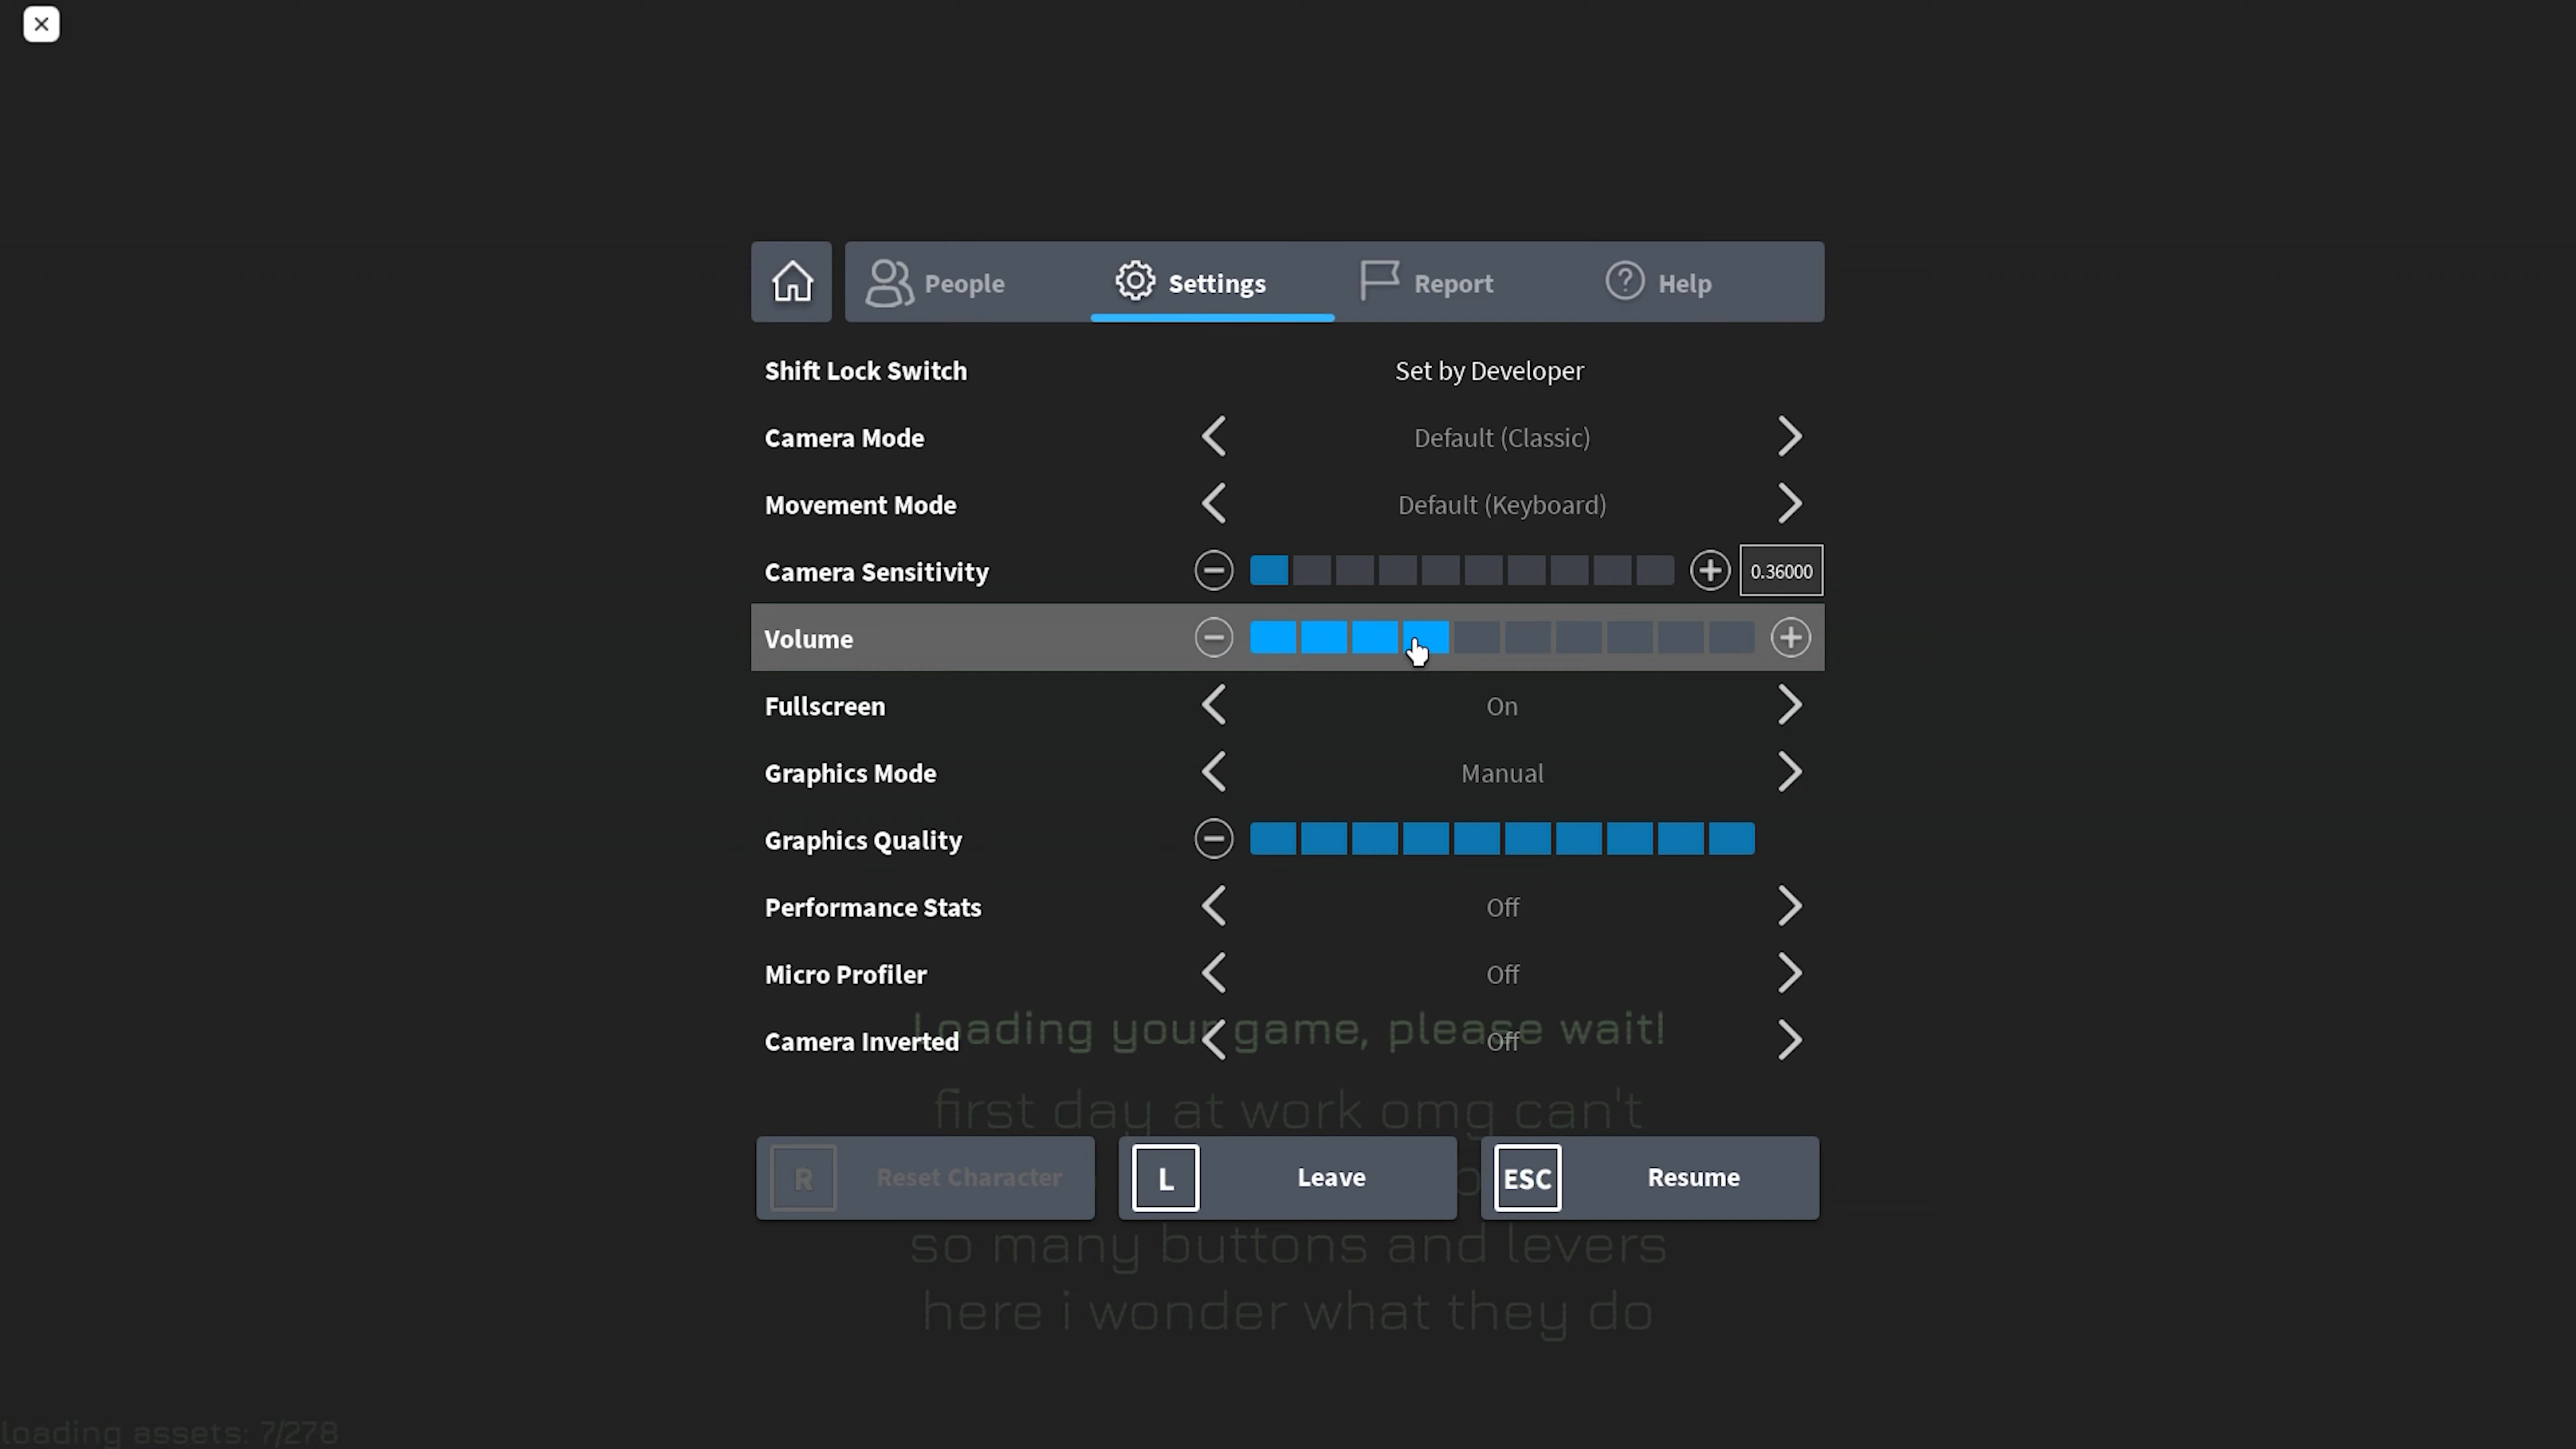 People Settings Report Help
Shift Lock Switch Set by Developer
Camera Mode Default (Classic)
Movement Mode Default (Keyboard)
Camera Sensitivity 0.36000
Volume
Fullscreen On
Graphics Mode Manual
Graphics Quality
Performance Stats Off
Micro Profiler Off
Loading your game, please wait!
Camera Inverted Off
first day at work omg can't
R Reset Character L Leave ESC Resume
so many buttons and levers
here i wonder what they do
loading assets: 7/278